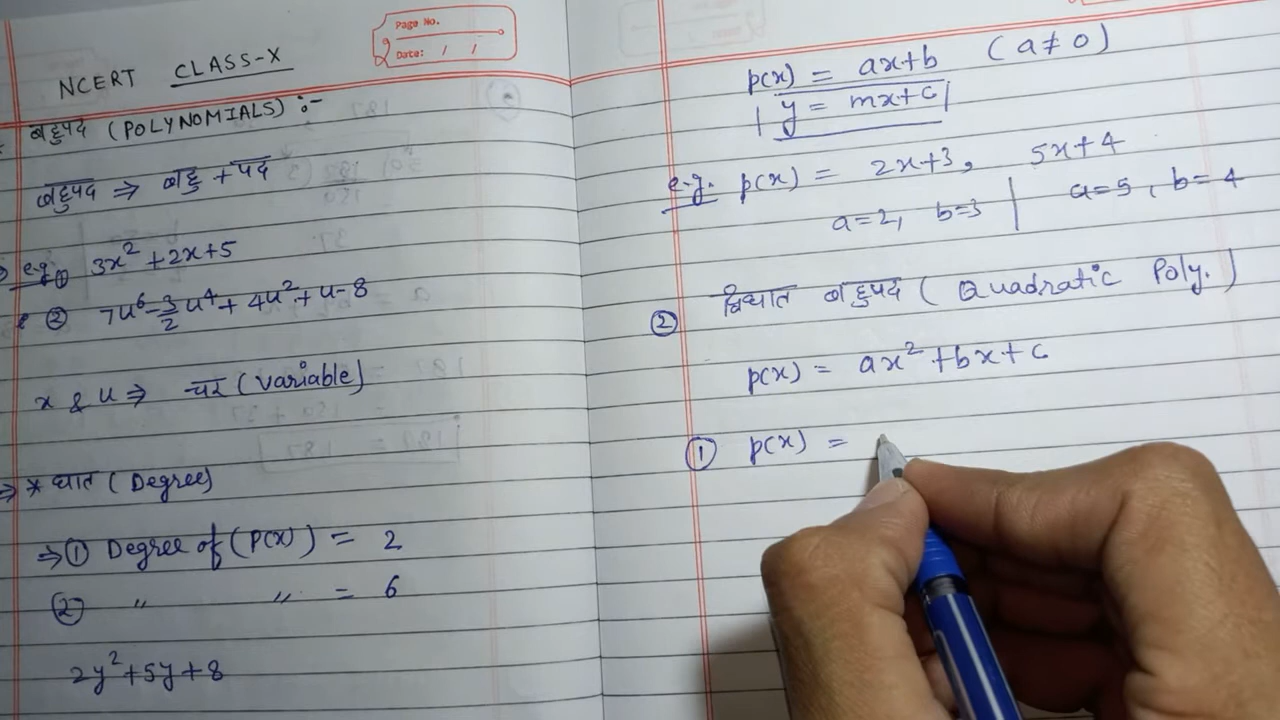 Page No.
Date: / /
NCERT CLASS-X
बहुपद (POLYNOMIALS) :-
बहुपद ⇒ बहु + पद
e.g. ① 3x² + 2x + 5
② 7u⁶ - 3/2 u⁴ + 4u² + u - 8
x & u ⇒ चर (variable)
⇒ * घात (Degree)
⇒ ① Degree of (p(x)) = 2
② " " = 6
2y² + 5y + 8
p(x) = ax+b (a ≠ 0)
| y = mx+c |
e.g. p(x) = 2x+3, 5x+4
a=2, b=3 | a=5, b=4
② द्विघात बहुपद (Quadratic Poly.)
p(x) = ax² + bx + c
① p(x) =